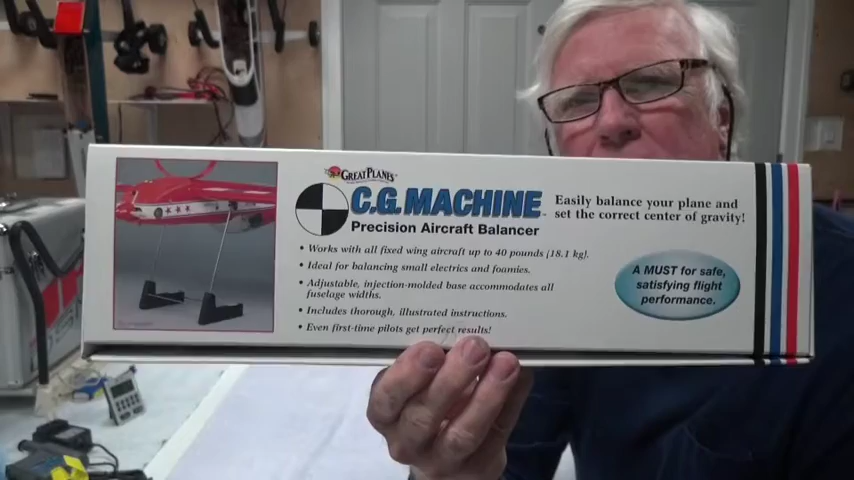 GREAT PLANES
C.G. MACHINE™
Precision Aircraft Balancer
Easily balance your plane and
set the correct center of gravity!
• Works with all fixed wing aircraft up to 40 pounds (18.1 kg).
• Ideal for balancing small electrics and foamies.
• Adjustable, injection-molded base accommodates all
fuselage widths.
• Includes thorough, illustrated instructions.
• Even first-time pilots get perfect results!
A MUST for safe,
satisfying flight
performance.